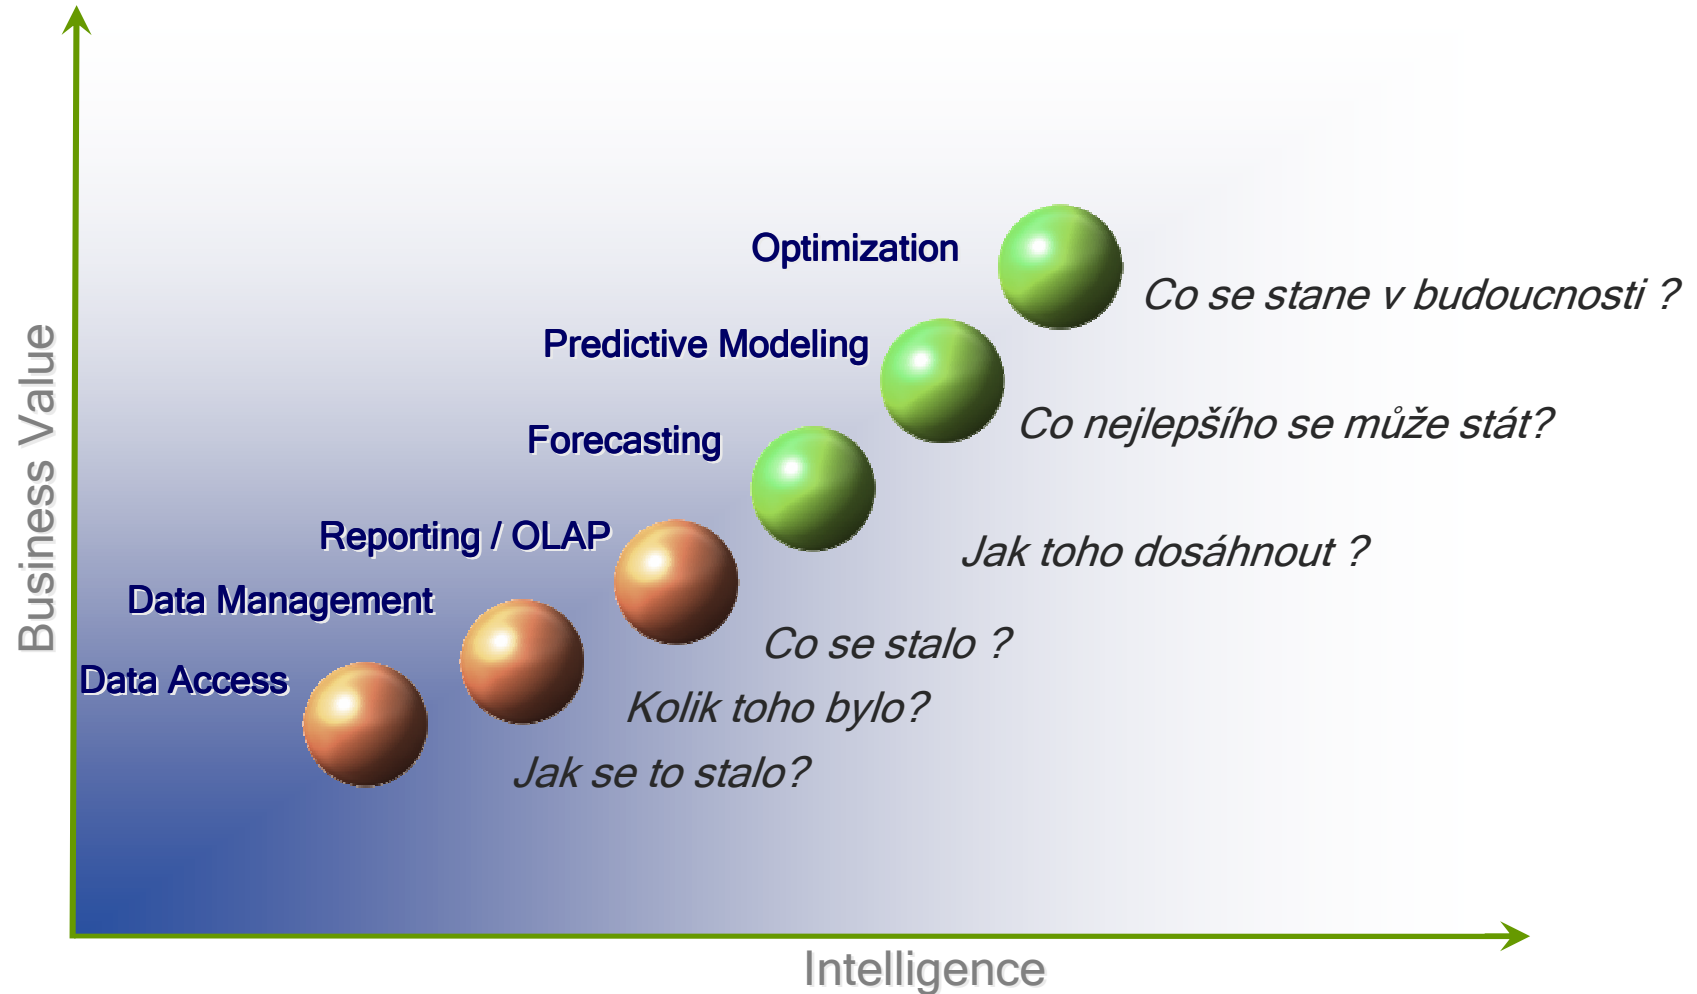 Optimization
Co se stane v budoucnosti ?
Predictive Modeling
Co nejlepšího se může stát?
Forecasting
Jak toho dosáhnout ?
Reporting / OLAP
Co se stalo ?
Data Management
Kolik toho bylo?
Data Access
Jak se to stalo?
Business Value
Intelligence